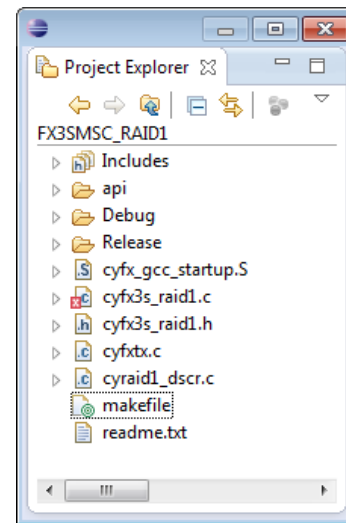 Project Explorer
FX3SMSC_RAID1
Includes
api
Debug
Release
cyfx_gcc_startup.S
cyfx3s_raid1.c
cyfx3s_raid1.h
cyfxtx.c
cyraid1_dscr.c
makefile
readme.txt